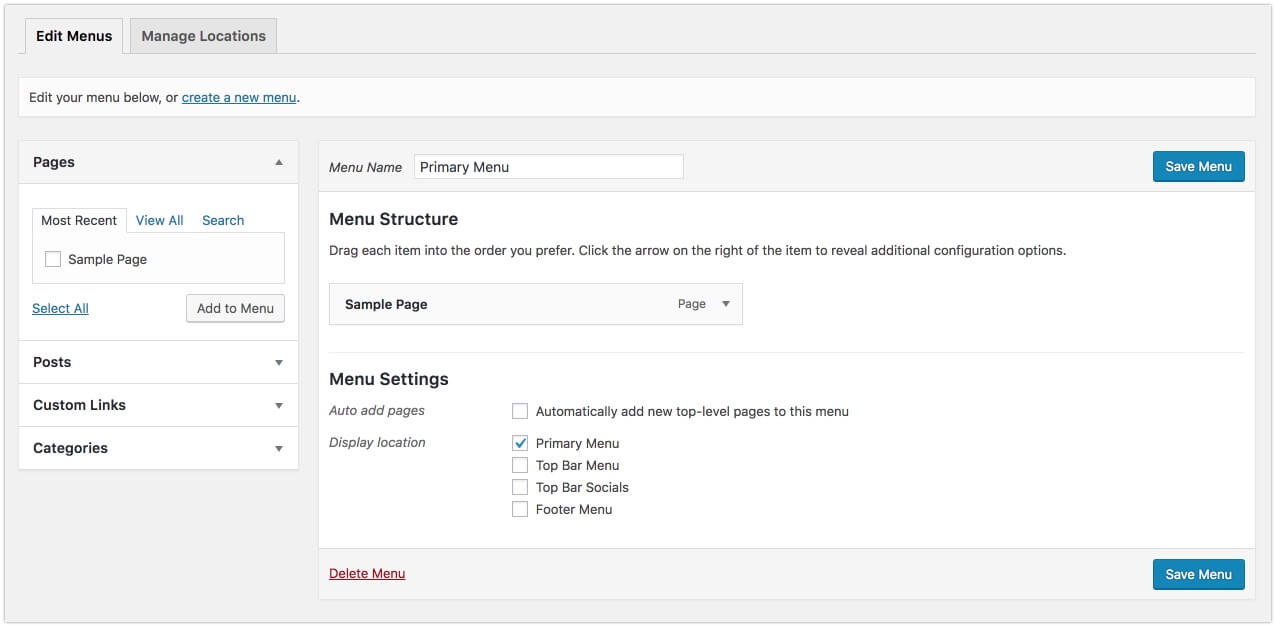 Edit Menus
Manage Locations
Edit your menu below, or create a new menu.
Pages
Most Recent
View All
Search
Sample Page
Select All
Add to Menu
Posts
Custom Links
Categories
Menu Name
Primary Menu
Save Menu
Menu Structure
Drag each item into the order you prefer. Click the arrow on the right of the item to reveal additional configuration options.
Sample Page
Page
Menu Settings
Auto add pages
Automatically add new top-level pages to this menu
Display location
Primary Menu
Top Bar Menu
Top Bar Socials
Footer Menu
Delete Menu
Save Menu